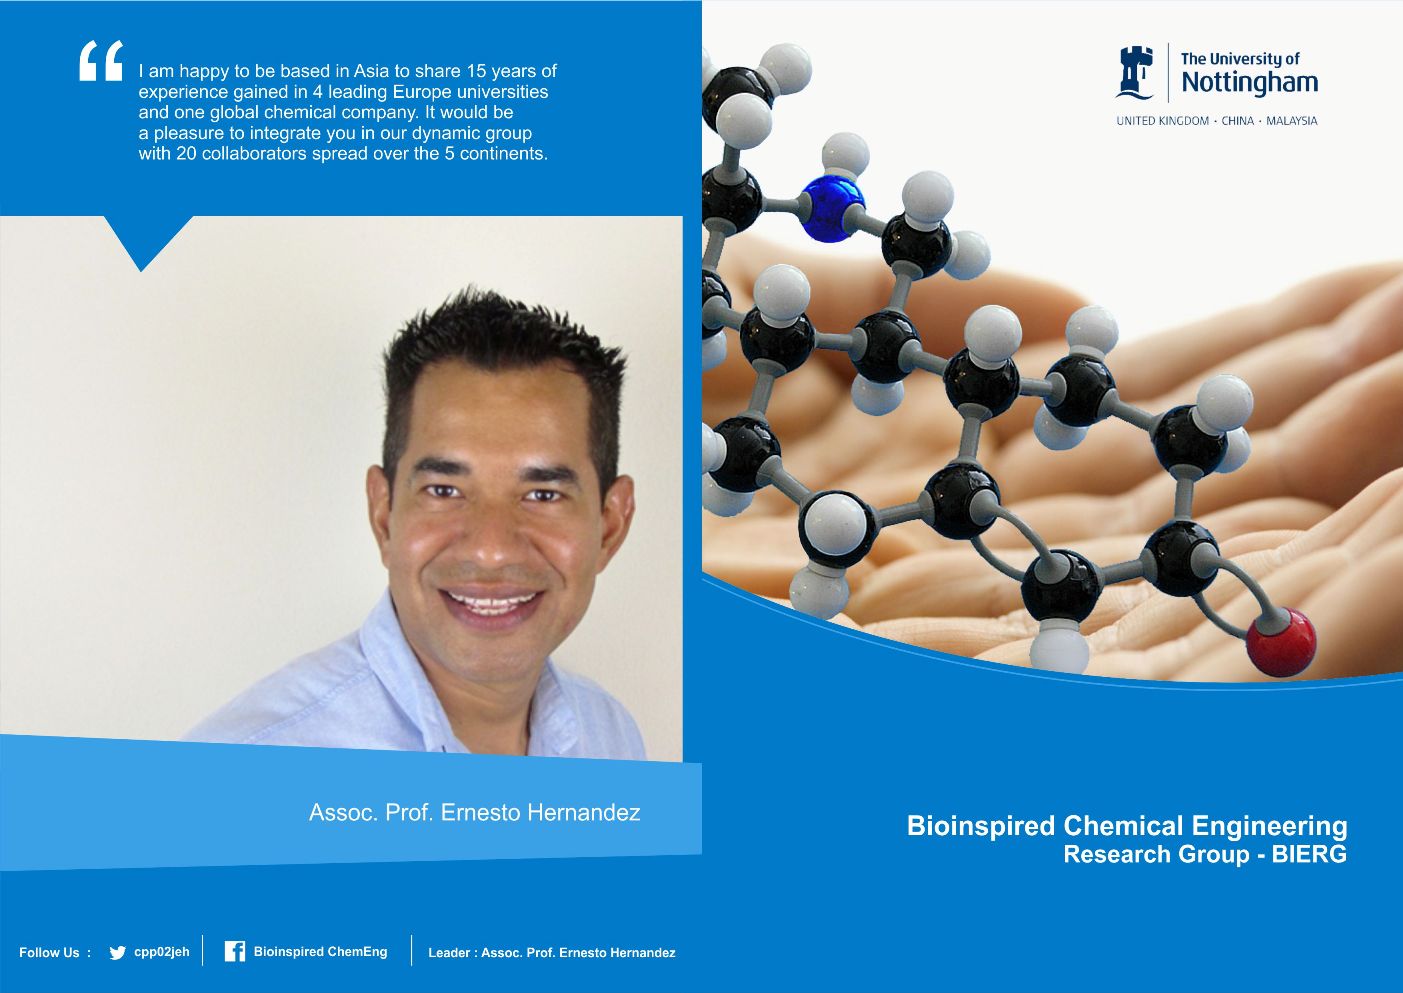 “
I am happy to be based in Asia to share 15 years of
experience gained in 4 leading Europe universities
and one global chemical company. It would be
a pleasure to integrate you in our dynamic group
with 20 collaborators spread over the 5 continents.
Assoc. Prof. Ernesto Hernandez
Follow Us : cpp02jeh Bioinspired ChemEng Leader : Assoc. Prof. Ernesto Hernandez
The University of
Nottingham
UNITED KINGDOM · CHINA · MALAYSIA
Bioinspired Chemical Engineering
Research Group - BIERG